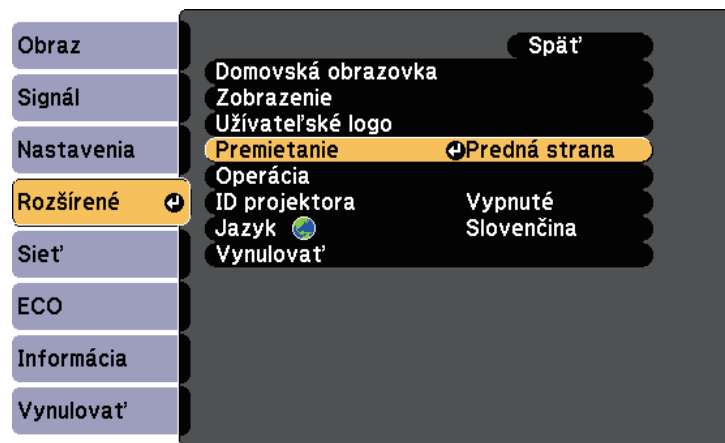 Obraz
Signál
Nastavenia
Rozšírené
Sieť
ECO
Informácia
Vynulovať
Späť
Domovská obrazovka
Zobrazenie
Užívateľské logo
Premietanie Predná strana
Operácia
ID projektora Vypnuté
Jazyk Slovenčina
Vynulovať